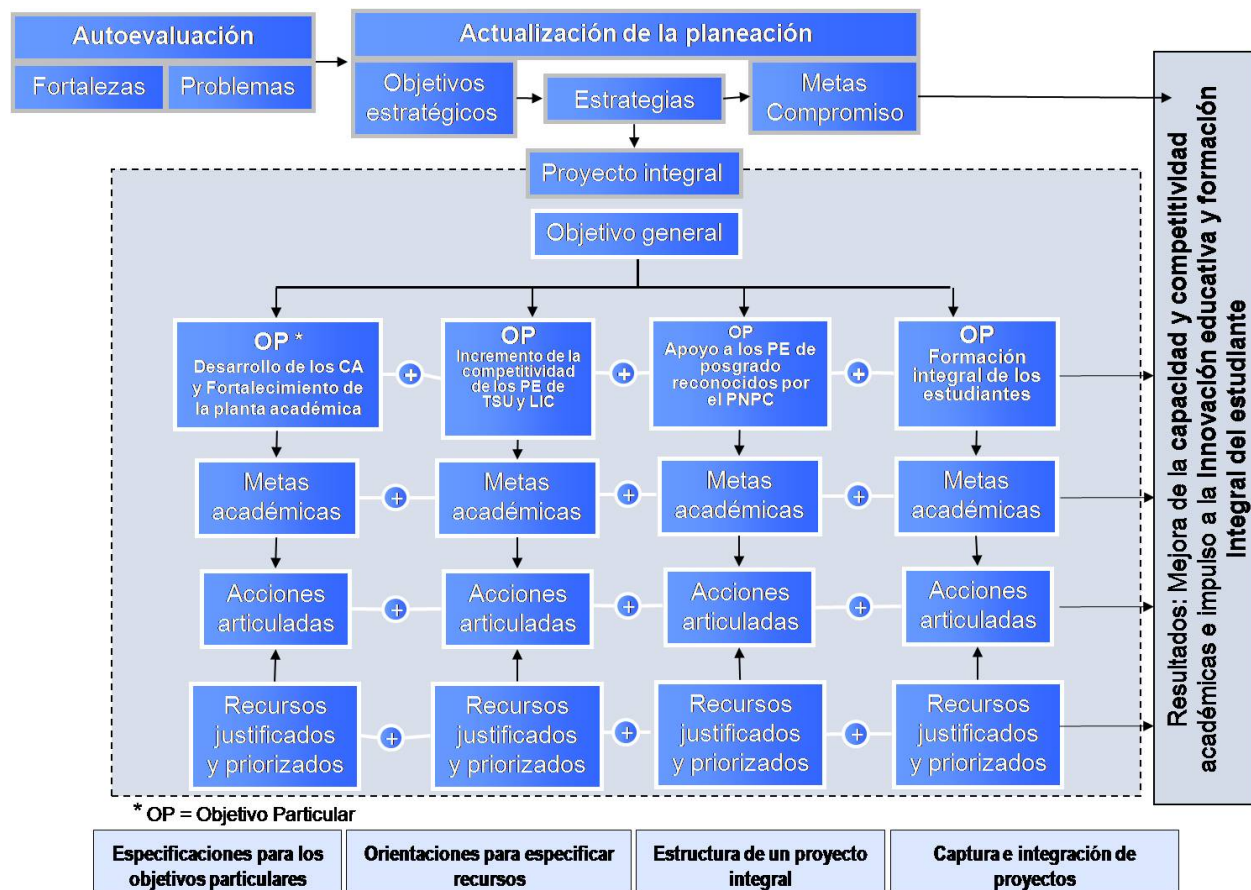 Autoevaluación
Fortalezas
Problemas
Actualización de la planeación
Objetivos
estratégicos
Estrategias
Metas
Compromiso
Proyecto integral
Objetivo general
OP *
Desarrollo de los CA
y Fortalecimiento de
la planta académica
+
OP
Incremento de la
competitividad
de los PE de
TSU y LIC
+
OP
Apoyo a los PE de
posgrado
reconocidos por
el PNPC
+
OP
Formación
integral de los
estudiantes
Metas
académicas
+
Metas
académicas
+
Metas
académicas
+
Metas
académicas
Acciones
articuladas
+
Acciones
articuladas
+
Acciones
articuladas
+
Acciones
articuladas
Recursos
justificados
y priorizados
+
Recursos
justificados
y priorizados
+
Recursos
justificados
y priorizados
+
Recursos
justificados
y priorizados
Resultados: Mejora de la capacidad y competitividad
académicas e impulso a la Innovación educativa y formación
Integral del estudiante
* OP = Objetivo Particular
Especificaciones para los
objetivos particulares
Orientaciones para especificar
recursos
Estructura de un proyecto
integral
Captura e integración de
proyectos